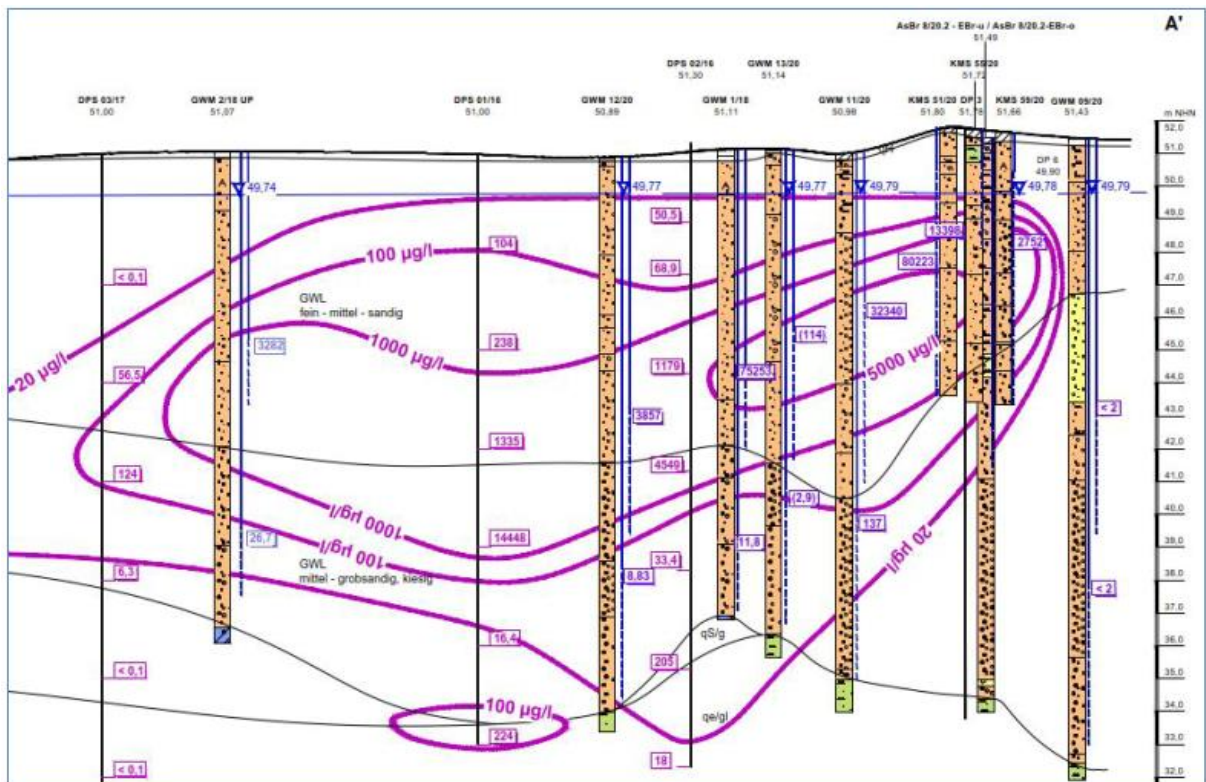 AsBr 8/20.2 - EBr-u / AsBr 8/20.2-EBr-o
51,49
A'
DPS 02/16
51,30
GWM 13/20
51,14
KMS 55/20
51,72
DPS 03/17
51,00
GWM 2/18 UP
51,07
DPS 01/16
51,00
GWM 12/20
50,89
GWM 1/18
51,11
GWM 11/20
50,98
KMS 51/20
51,80
DP 3
51,78
KMS 59/20
51,66
GWM 09/20
51,43
m NHN
52,0
51,0
50,0
49,0
48,0
47,0
46,0
45,0
44,0
43,0
42,0
41,0
40,0
39,0
38,0
37,0
36,0
35,0
34,0
33,0
32,0
DP 6
49,90
49,74
49,77
49,77
49,79
49,78
49,79
50,5
13398
2752
104
100 µg/l
68,9
80223
< 0,1
GWL
fein - mittel - sandig
32340
1000 µg/l
238
(114)
3282
20 µg/l
56,5
1179
75253
5000 µg/l
3857
< 2
1335
4549
124
(2,9)
1000 µg/l
14448
137
26,7
100 µg/l
11,8
20 µg/l
GWL
mittel - grobsandig, kiesig
33,4
8,83
6,3
< 2
16,4
qS/g
205
< 0,1
100 µg/l
qe/gl
224
18
< 0,1